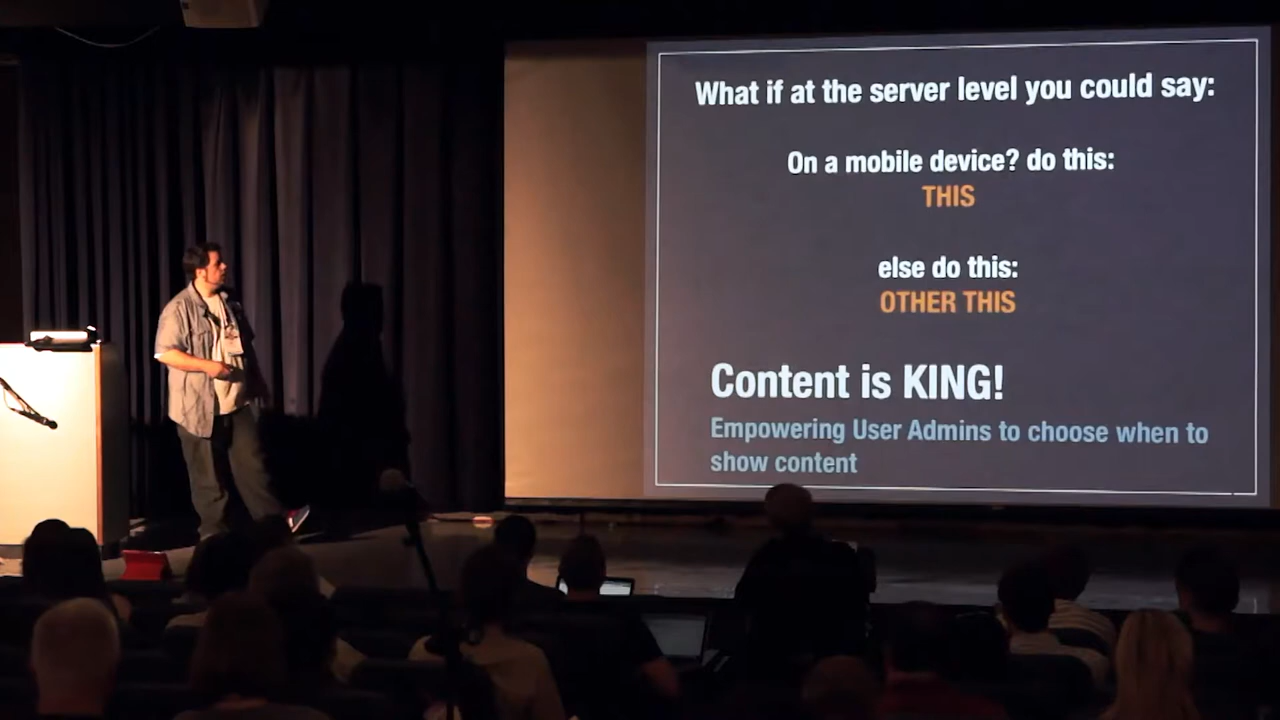 What if at the server level you could say:
On a mobile device? do this:
THIS
else do this:
OTHER THIS
Content is KING!
Empowering User Admins to choose when to
show content